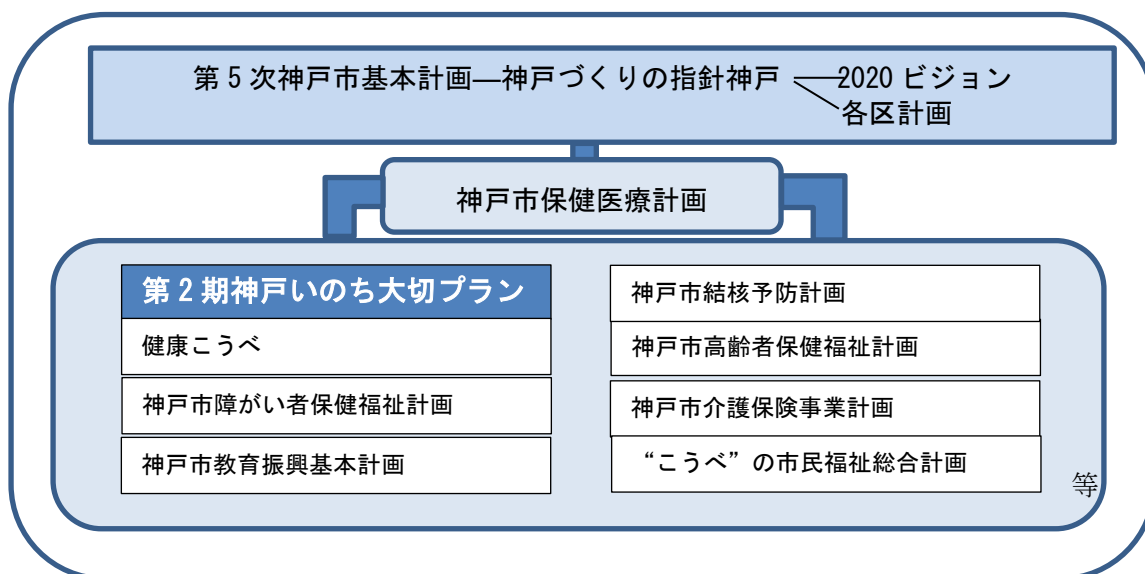 第5次神戸市基本計画―神戸づくりの指針神戸 2020 ビジョン
各区計画
神戸市保健医療計画
第2期神戸いのち大切プラン
健康こうべ
神戸市障がい者保健福祉計画
神戸市教育振興基本計画
神戸市結核予防計画
神戸市高齢者保健福祉計画
神戸市介護保険事業計画
“こうべ”の市民福祉総合計画
等